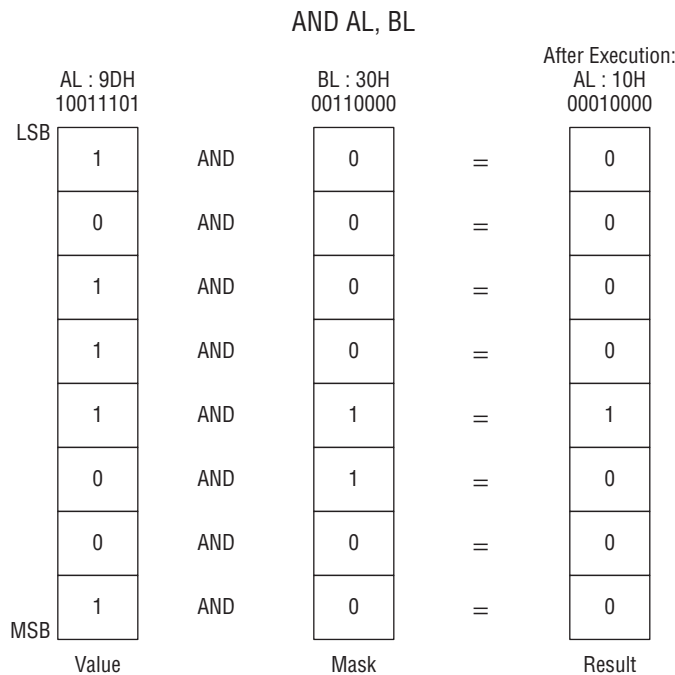 AND AL, BL
After Execution:
AL : 9DH BL : 30H AL : 10H
10011101 00110000 00010000
LSB
1 AND 0 = 0
0 AND 0 = 0
1 AND 0 = 0
1 AND 0 = 0
1 AND 1 = 1
0 AND 1 = 0
0 AND 0 = 0
1 AND 0 = 0
MSB
Value Mask Result